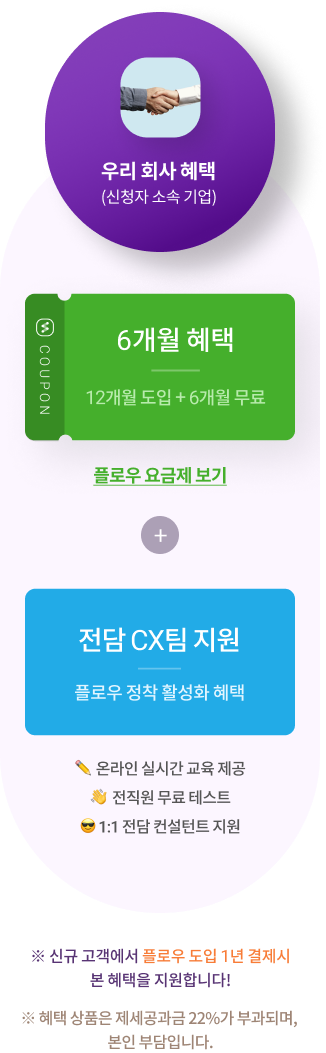 우리 회사 혜택
(신청자 소속 기업)
COUPON
6개월 혜택
12개월 도입 + 6개월 무료
플로우 요금제 보기
+
전담 CX팀 지원
플로우 정착 활성화 혜택
✏️ 온라인 실시간 교육 제공
👋 전직원 무료 테스트
😎 1:1 전담 컨설턴트 지원
※ 신규 고객에서 플로우 도입 1년 결제시
본 혜택을 지원합니다!
※ 혜택 상품은 제세공과금 22%가 부과되며,
본인 부담입니다.